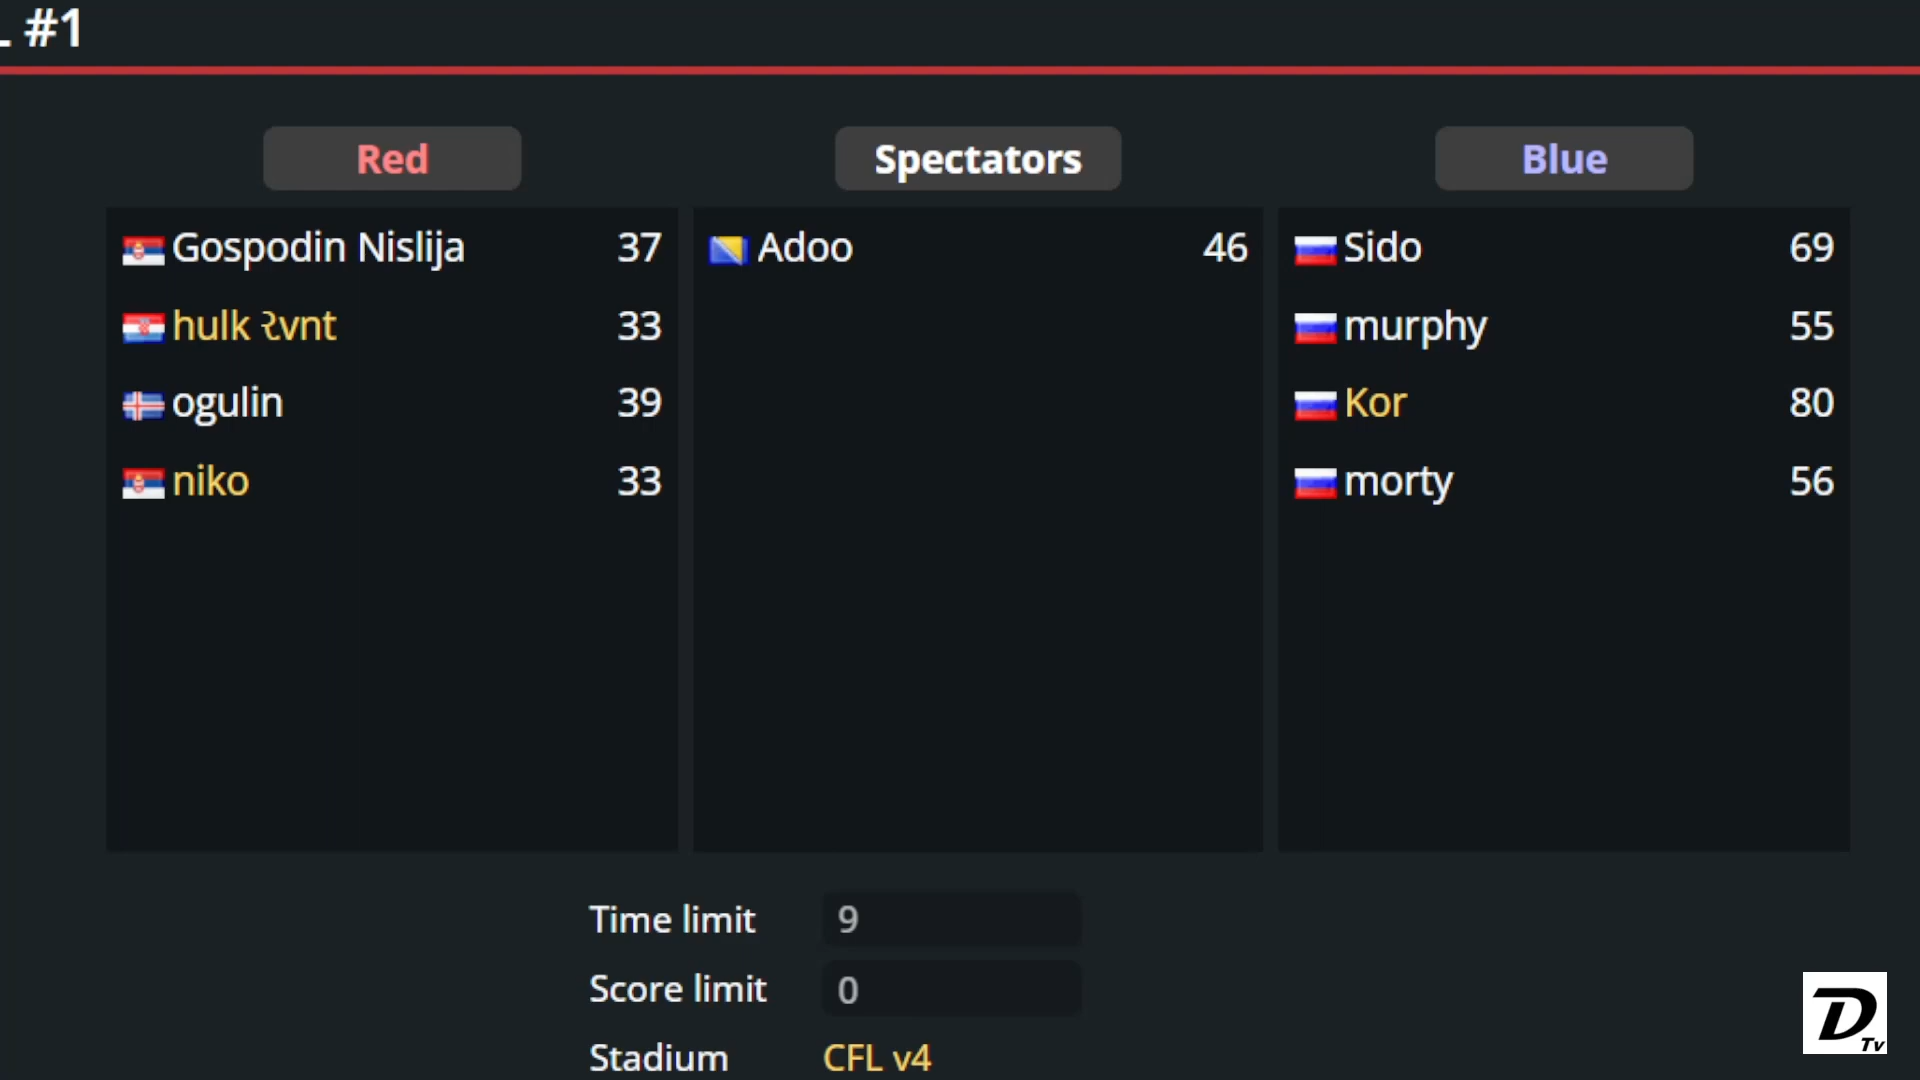 #1
Red
Spectators
Blue
Gospodin Nislija 37
hulk ʔvnt 33
ogulin 39
niko 33
Adoo 46
Sido 69
murphy 55
Kor 80
morty 56
Time limit 9
Score limit 0
Stadium CFL v4
D Tv